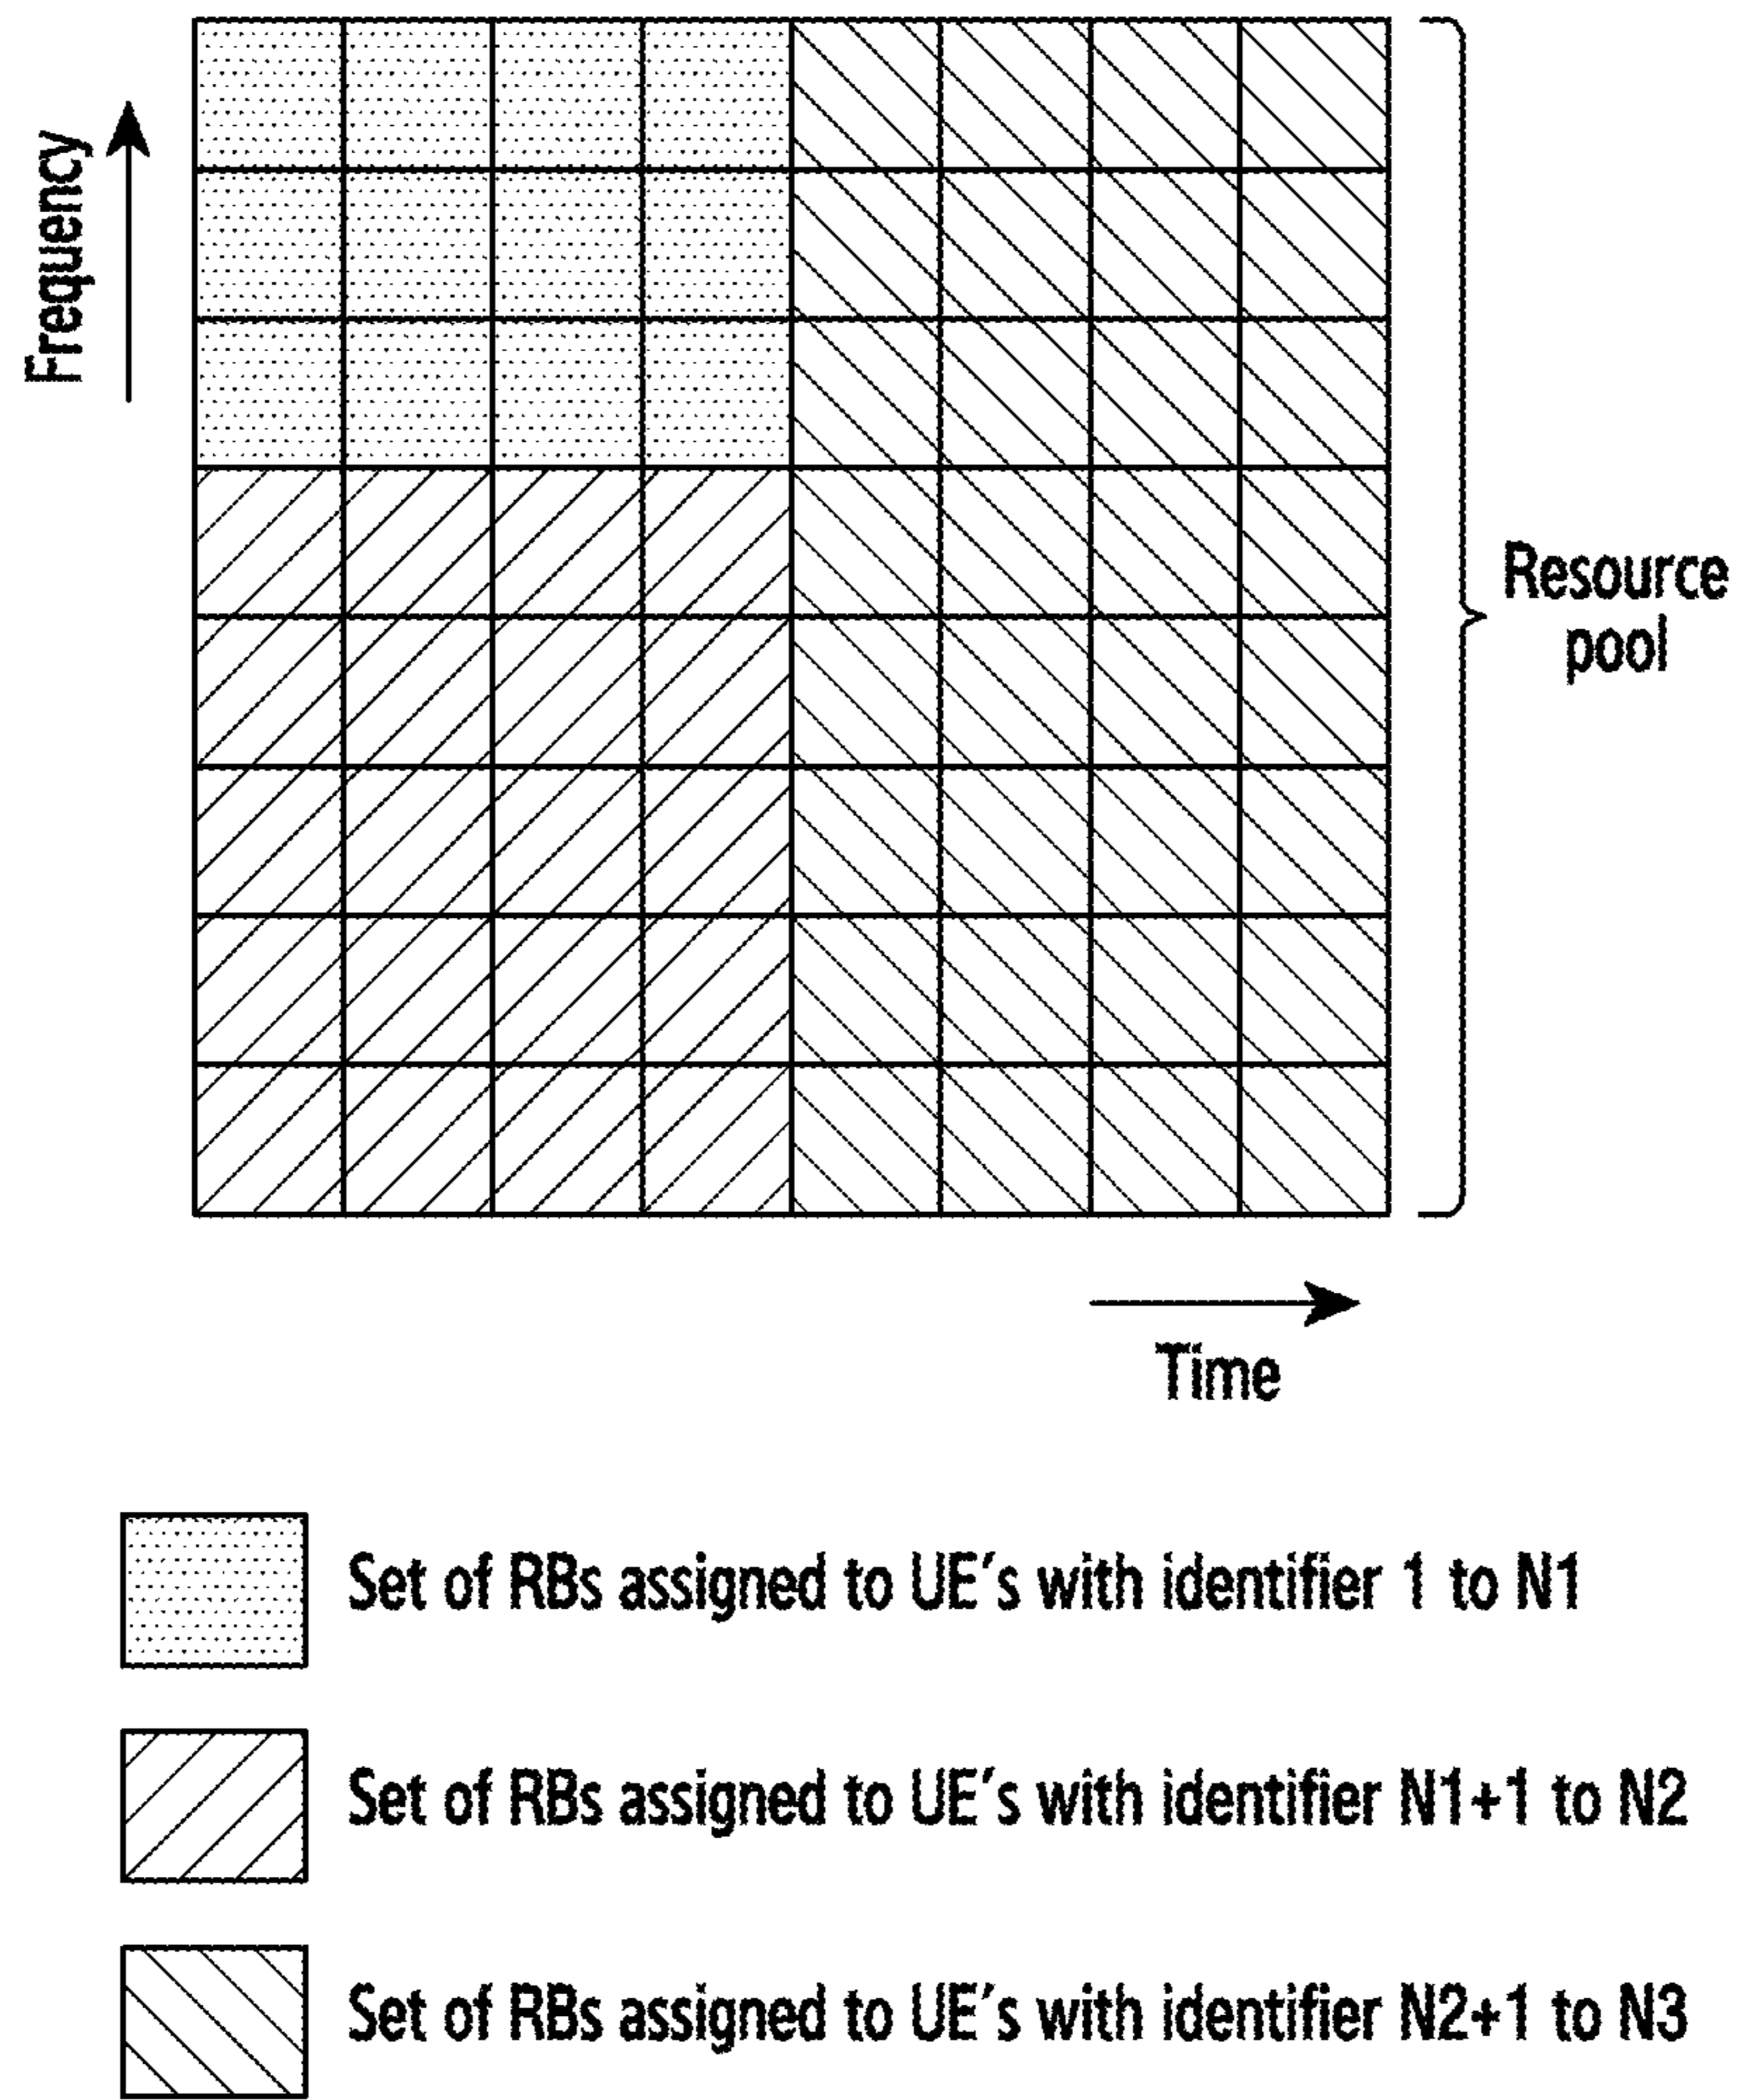 Frequency
Resource
pool
Time
Set of RBs assigned to UE's with identifier 1 to N1
Set of RBs assigned to UE's with identifier N1+1 to N2
Set of RBs assigned to UE's with identifier N2+1 to N3